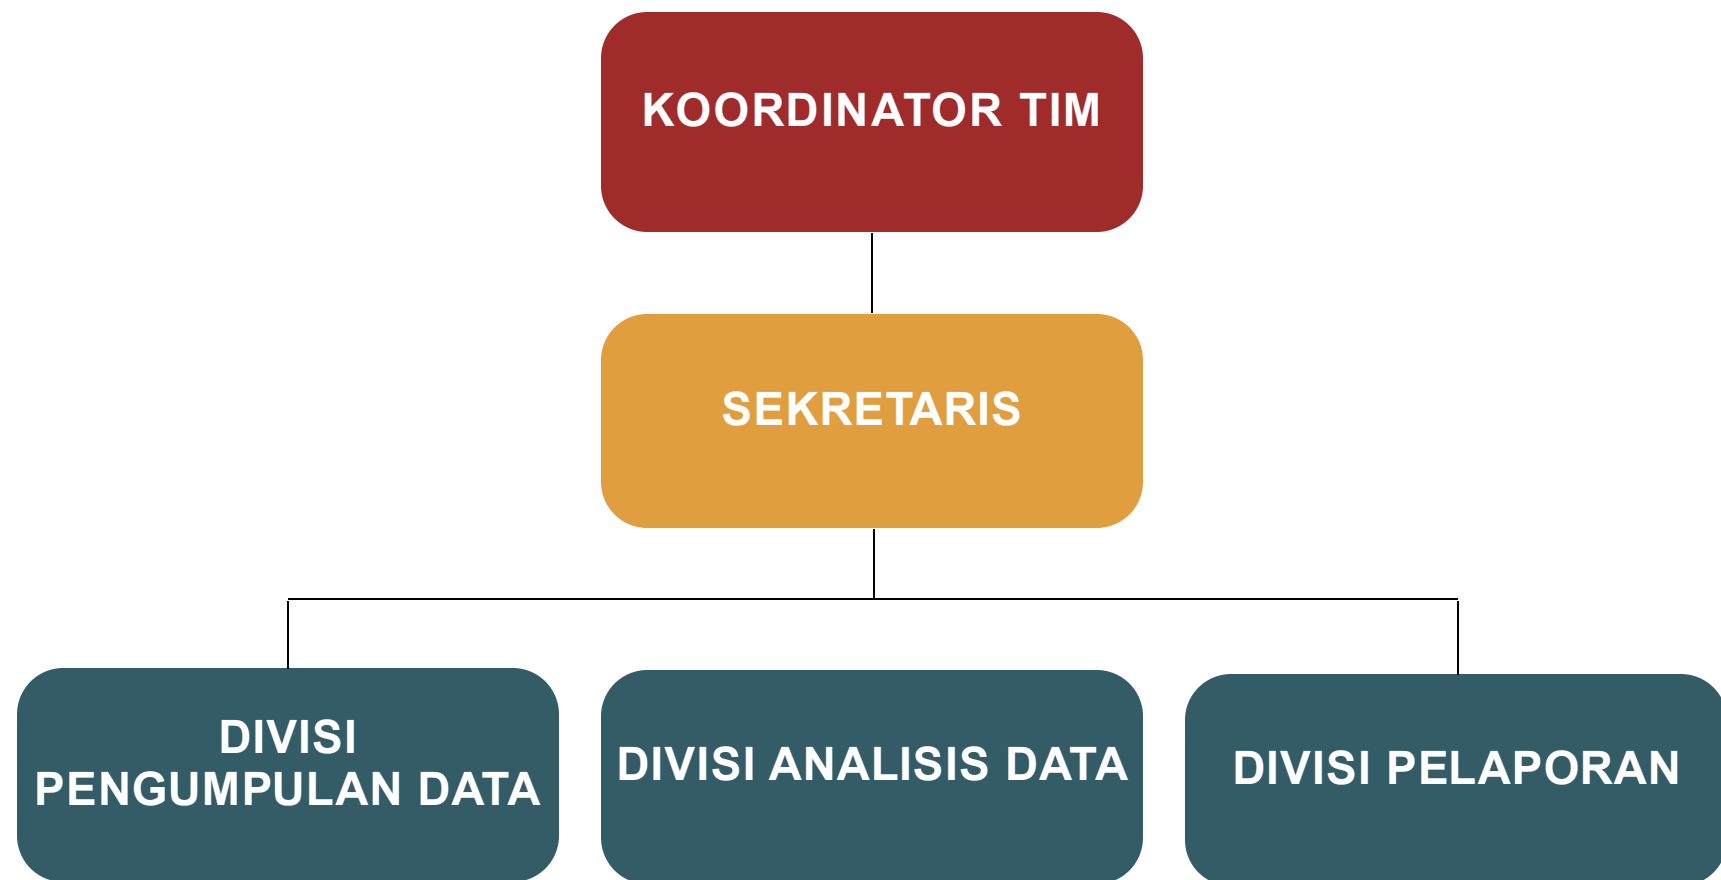 KOORDINATOR TIM
SEKRETARIS
DIVISI
PENGUMPULAN DATA
DIVISI ANALISIS DATA
DIVISI PELAPORAN